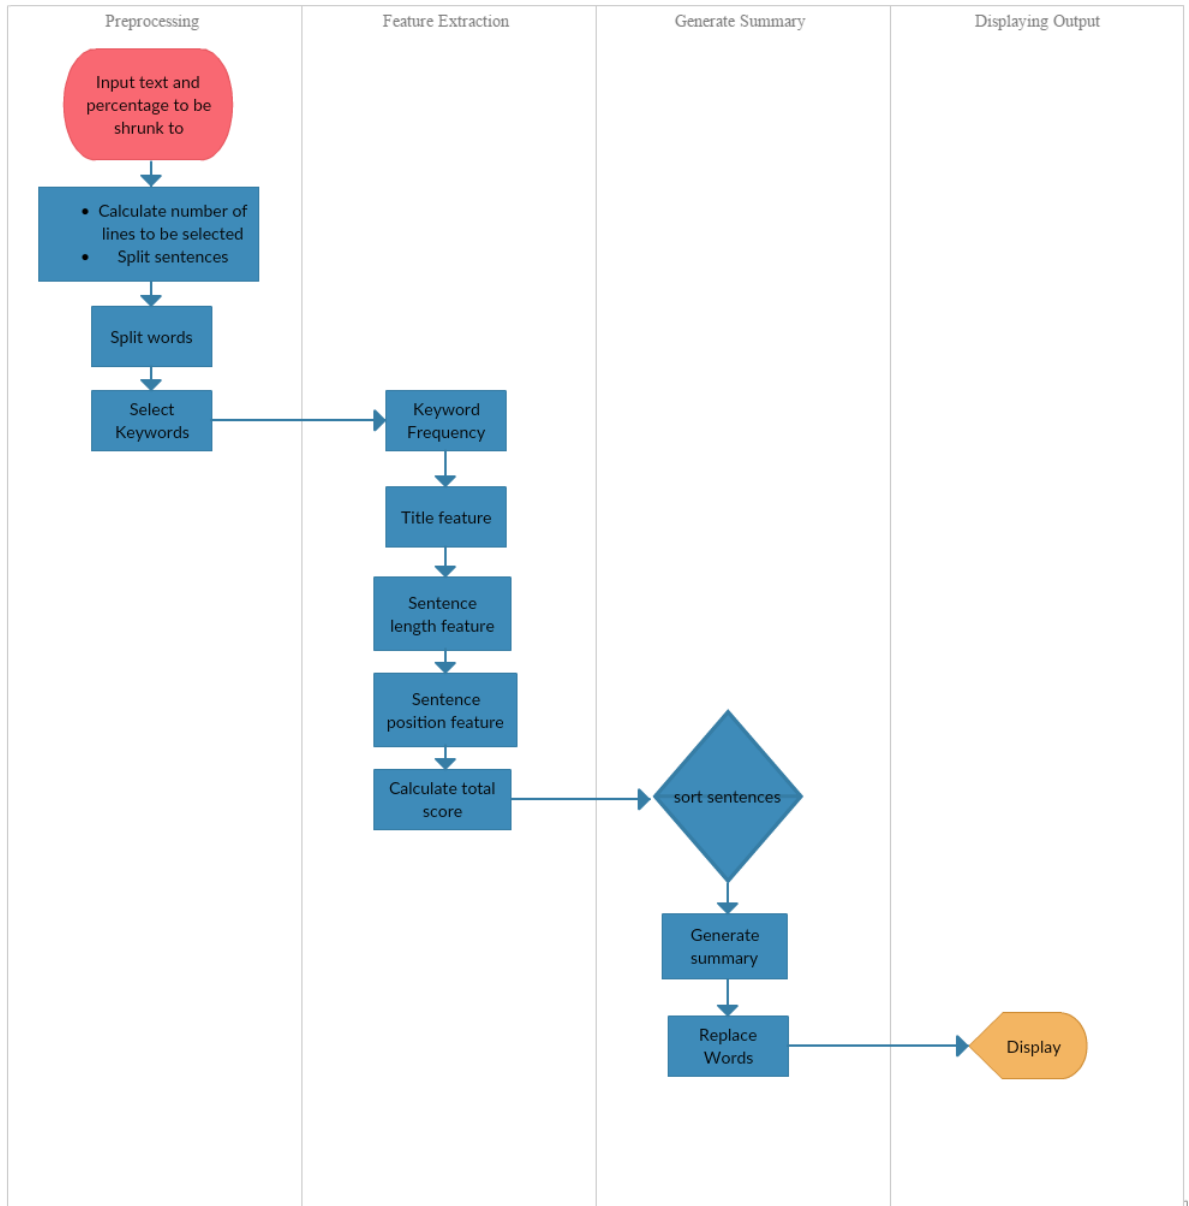 Preprocessing
Feature Extraction
Generate Summary
Displaying Output
Input text and
percentage to be
shrunk to
• Calculate number of
lines to be selected
• Split sentences
Split words
Select
Keywords
Keyword
Frequency
Title feature
Sentence
length feature
Sentence
position feature
Calculate total
score
sort sentences
Generate
summary
Replace
Words
Display